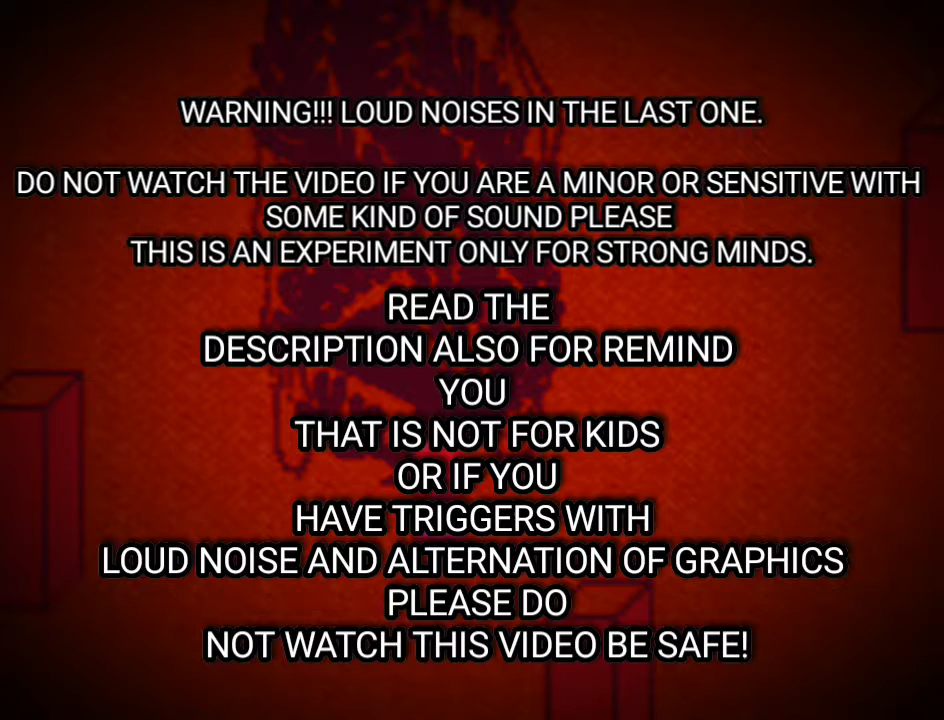 WARNING!!! LOUD NOISES IN THE LAST ONE.
DO NOT WATCH THE VIDEO IF YOU ARE A MINOR OR SENSITIVE WITH
SOME KIND OF SOUND PLEASE
THIS IS AN EXPERIMENT ONLY FOR STRONG MINDS.
READ THE
DESCRIPTION ALSO FOR REMIND
YOU
THAT IS NOT FOR KIDS
OR IF YOU
HAVE TRIGGERS WITH
LOUD NOISE AND ALTERNATION OF GRAPHICS
PLEASE DO
NOT WATCH THIS VIDEO BE SAFE!